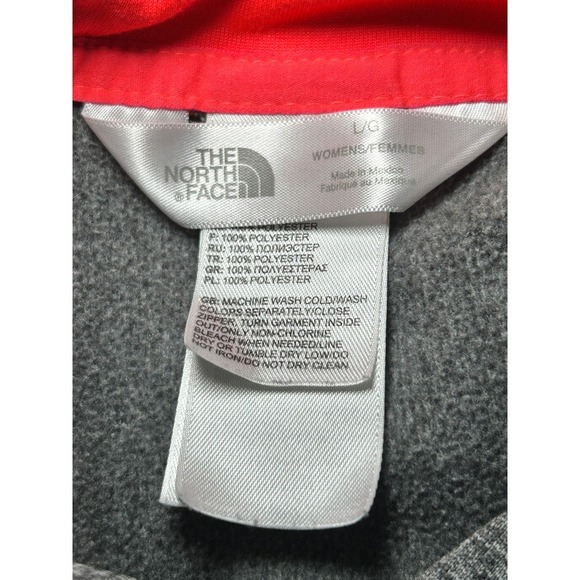 THE
NORTH
FACE
L/G
WOMENS/FEMMES
Made in Mexico
Fabriqué au Mexique
F: 100% POLYESTER
RU: 100% ПОЛИЭСТЕР
TR: 100% POLYESTER
GR: 100% ΠΟΛΥΕΣΤΕΡΑΣ
PL: 100% POLYESTER
GB: MACHINE WASH COLD/WASH
COLORS SEPARATELY/CLOSE
ZIPPER, TURN GARMENT INSIDE
OUT/ONLY NON-CHLORINE
BLEACH WHEN NEEDED/LINE
DRY OR TUMBLE DRY LOW/DO
NOT IRON/DO NOT DRY CLEAN